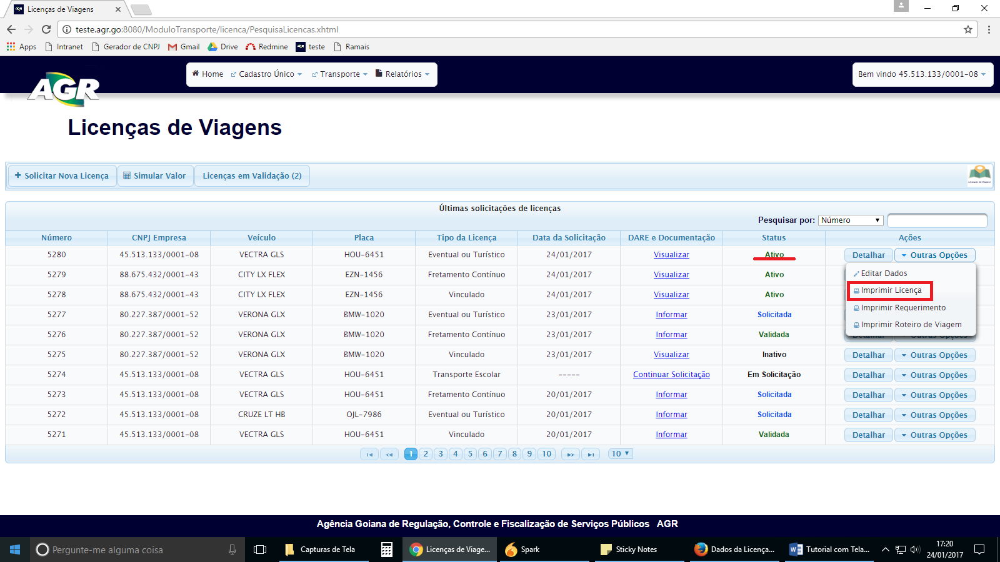 Licenças de Viagens
teste.agr.go:8080/ModuloTransporte/licenca/PesquisaLicencas.xhtml
Apps Intranet Gerador de CNPJ Gmail Drive Redmine teste Ramais
AGR
Home Cadastro Único Transporte Relatórios
Bem vindo 45.513.133/0001-08
Licenças de Viagens
Solicitar Nova Licença Simular Valor Licenças em Validação (2)
Últimas solicitações de licenças
Pesquisar por: Número
Número CNPJ Empresa Veículo Placa Tipo da Licença Data da Solicitação DARE e Documentação Status Ações
5280 45.513.133/0001-08 VECTRA GLS HOU-6451 Eventual ou Turístico 24/01/2017 Visualizar Ativo Detalhar Outras Opções
5279 88.675.432/0001-43 CITY LX FLEX EZN-1456 Fretamento Contínuo 24/01/2017 Visualizar Ativo
Editar Dados
5278 88.675.432/0001-43 CITY LX FLEX EZN-1456 Vinculado 24/01/2017 Visualizar Ativo
Imprimir Licença
5277 80.227.387/0001-52 VERONA GLX BMW-1020 Eventual ou Turístico 23/01/2017 Informar Solicitada
Imprimir Requerimento
Imprimir Roteiro de Viagem
5276 80.227.387/0001-52 VERONA GLX BMW-1020 Fretamento Contínuo 23/01/2017 Informar Validada Detalhar Outras Opções
5275 80.227.387/0001-52 VERONA GLX BMW-1020 Vinculado 23/01/2017 Visualizar Inativo Detalhar Outras Opções
5274 45.513.133/0001-08 VECTRA GLS HOU-6451 Transporte Escolar ----- Continuar Solicitação Em Solicitação Detalhar Outras Opções
5273 45.513.133/0001-08 VECTRA GLS HOU-6451 Fretamento Contínuo 20/01/2017 Informar Solicitada Detalhar Outras Opções
5272 45.513.133/0001-08 CRUZE LT HB OJL-7986 Eventual ou Turístico 20/01/2017 Informar Solicitada Detalhar Outras Opções
5271 45.513.133/0001-08 VECTRA GLS HOU-6451 Vinculado 20/01/2017 Informar Validada Detalhar Outras Opções
1 2 3 4 5 6 7 8 9 10 10
Agência Goiana de Regulação, Controle e Fiscalização de Serviços Públicos AGR
Pergunte-me alguma coisa Capturas de Tela Licenças de Viage... Spark Sticky Notes Dados da Licença... Tutorial com Tela... 17:20
24/01/2017